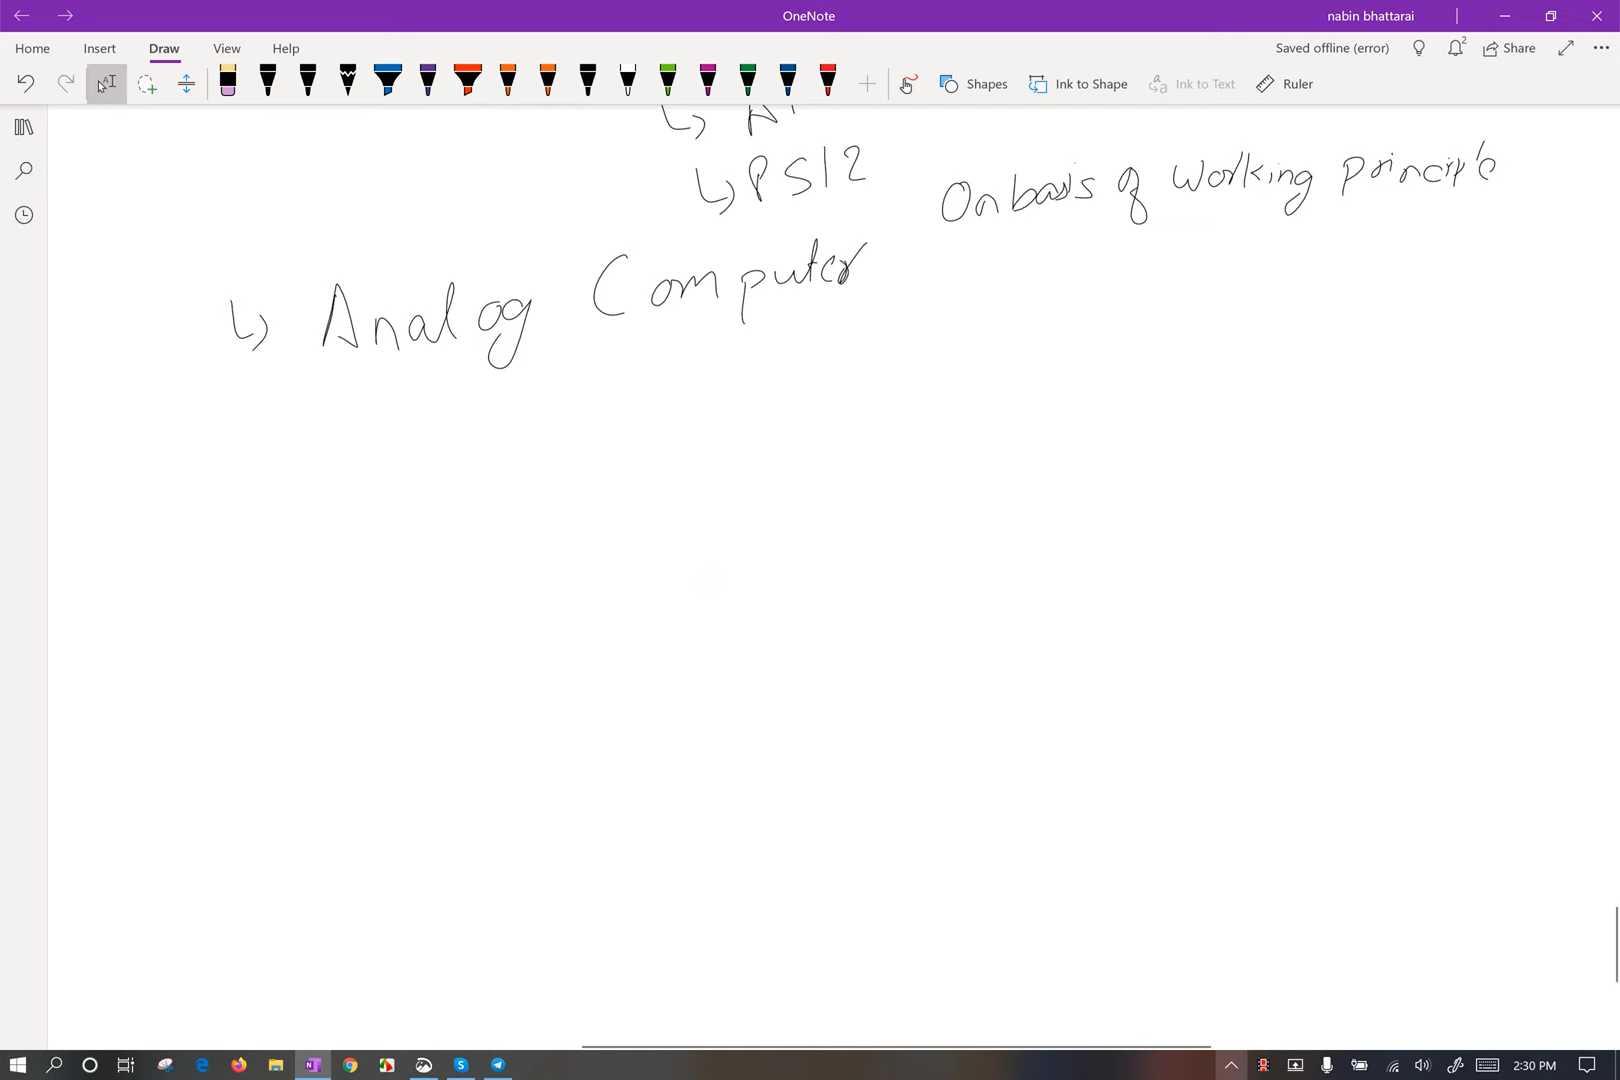 OneNote
nabin bhattarai
Home Insert Draw View Help
Saved offline (error) Share
Shapes Ink to Shape Ink to Text Ruler
↳ PS12
On basis of Working Principle
↳ Analog Computer
2:30 PM